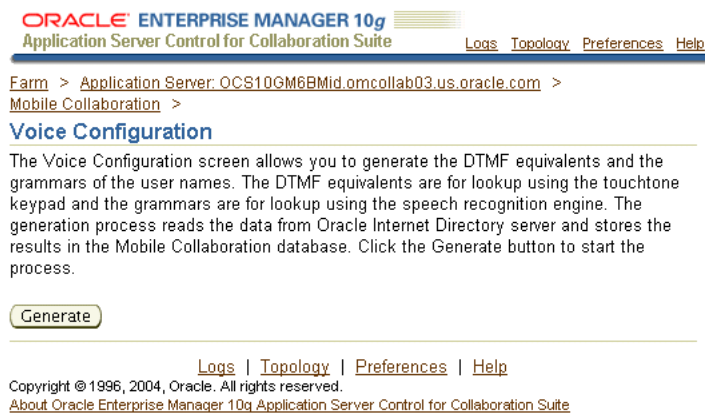 ORACLE ENTERPRISE MANAGER 10g
Application Server Control for Collaboration Suite
Logs Topology Preferences Help
Farm > Application Server: OCS10GM6BMid.omcollab03.us.oracle.com >
Mobile Collaboration >
Voice Configuration
The Voice Configuration screen allows you to generate the DTMF equivalents and the
grammars of the user names. The DTMF equivalents are for lookup using the touchtone
keypad and the grammars are for lookup using the speech recognition engine. The
generation process reads the data from Oracle Internet Directory server and stores the
results in the Mobile Collaboration database. Click the Generate button to start the
process.
Generate
Logs | Topology | Preferences | Help
Copyright © 1996, 2004, Oracle. All rights reserved.
About Oracle Enterprise Manager 10g Application Server Control for Collaboration Suite